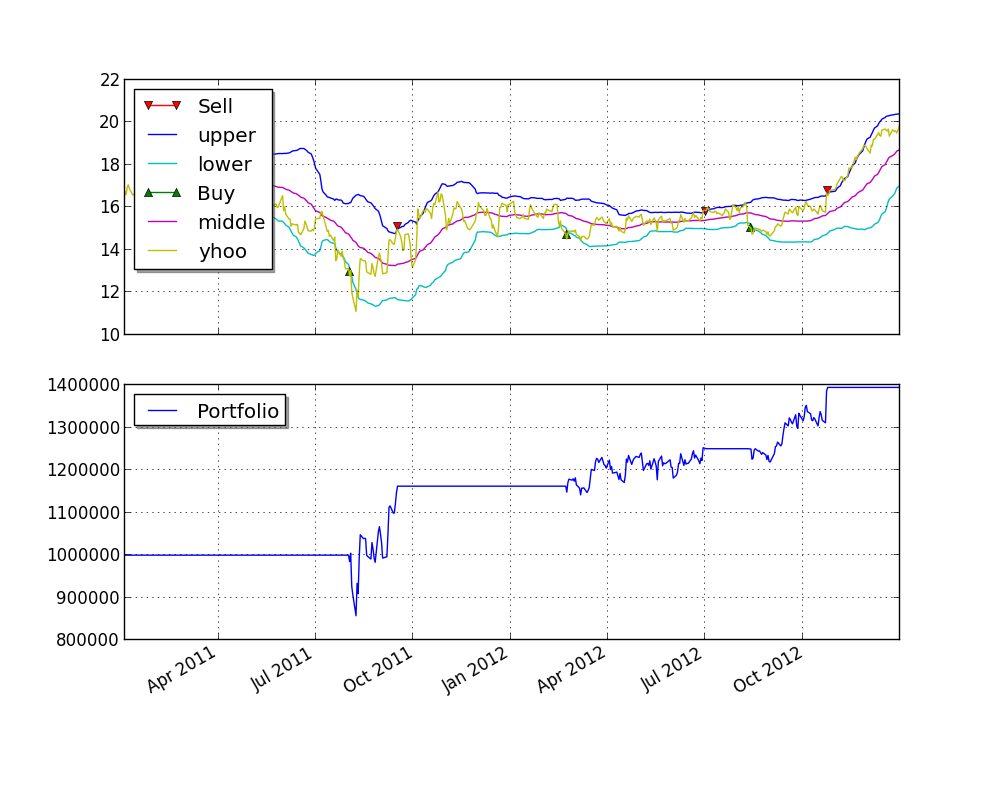 22
20
18
16
14
12
10
Sell
upper
lower
Buy
middle
yhoo
1400000
1300000
1200000
1100000
1000000
900000
800000
Portfolio
Apr 2011
Jul 2011
Oct 2011
Jan 2012
Apr 2012
Jul 2012
Oct 2012